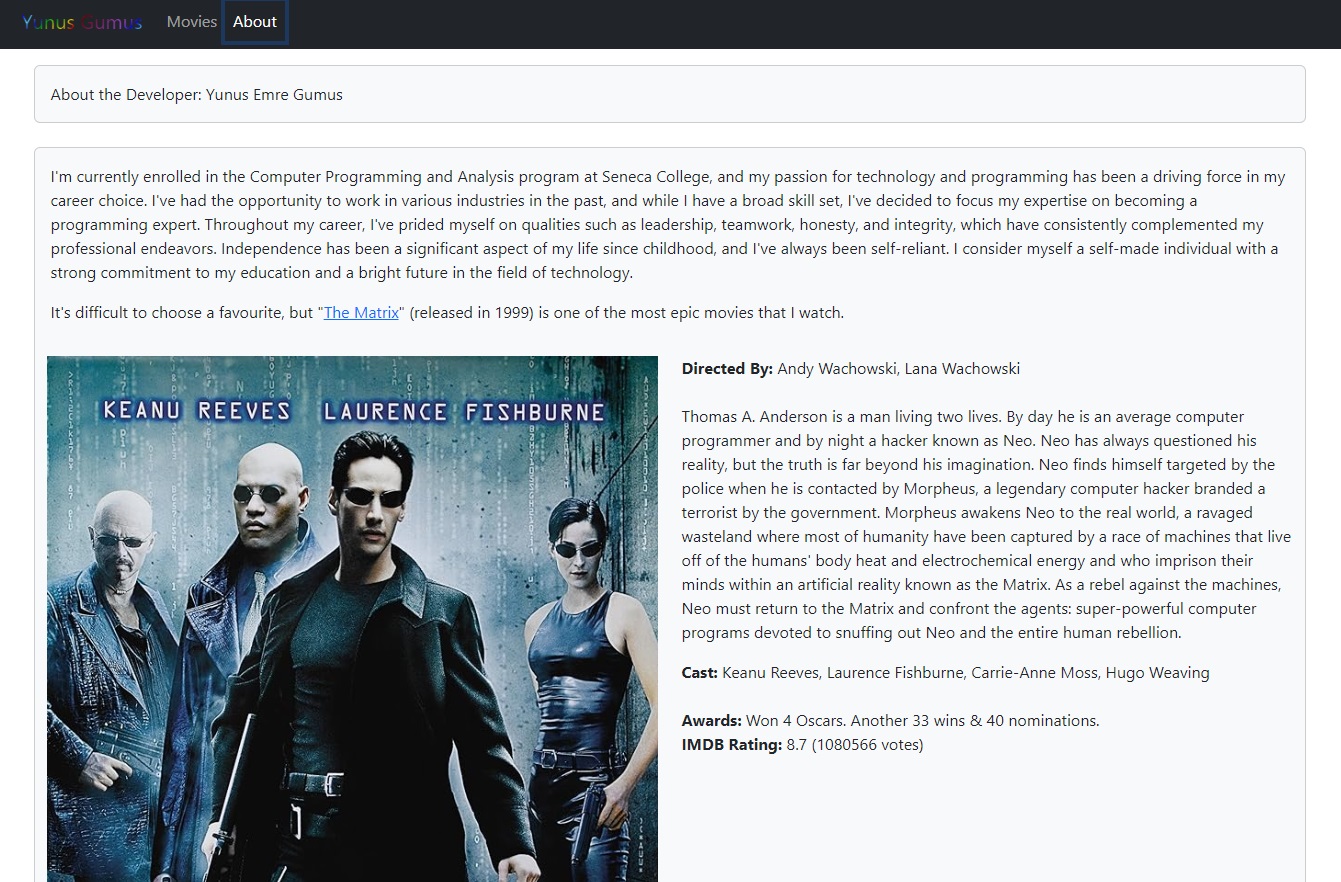 Yunus Gumus Movies About
About the Developer: Yunus Emre Gumus
I'm currently enrolled in the Computer Programming and Analysis program at Seneca College, and my passion for technology and programming has been a driving force in my
career choice. I've had the opportunity to work in various industries in the past, and while I have a broad skill set, I've decided to focus my expertise on becoming a
programming expert. Throughout my career, I've prided myself on qualities such as leadership, teamwork, honesty, and integrity, which have consistently complemented my
professional endeavors. Independence has been a significant aspect of my life since childhood, and I've always been self-reliant. I consider myself a self-made individual with a
strong commitment to my education and a bright future in the field of technology.
It's difficult to choose a favourite, but "The Matrix" (released in 1999) is one of the most epic movies that I watch.
KEANU REEVES LAURENCE FISHBURNE
Directed By: Andy Wachowski, Lana Wachowski
Thomas A. Anderson is a man living two lives. By day he is an average computer
programmer and by night a hacker known as Neo. Neo has always questioned his
reality, but the truth is far beyond his imagination. Neo finds himself targeted by the
police when he is contacted by Morpheus, a legendary computer hacker branded a
terrorist by the government. Morpheus awakens Neo to the real world, a ravaged
wasteland where most of humanity have been captured by a race of machines that live
off of the humans' body heat and electrochemical energy and who imprison their
minds within an artificial reality known as the Matrix. As a rebel against the machines,
Neo must return to the Matrix and confront the agents: super-powerful computer
programs devoted to snuffing out Neo and the entire human rebellion.
Cast: Keanu Reeves, Laurence Fishburne, Carrie-Anne Moss, Hugo Weaving
Awards: Won 4 Oscars. Another 33 wins & 40 nominations.
IMDB Rating: 8.7 (1080566 votes)